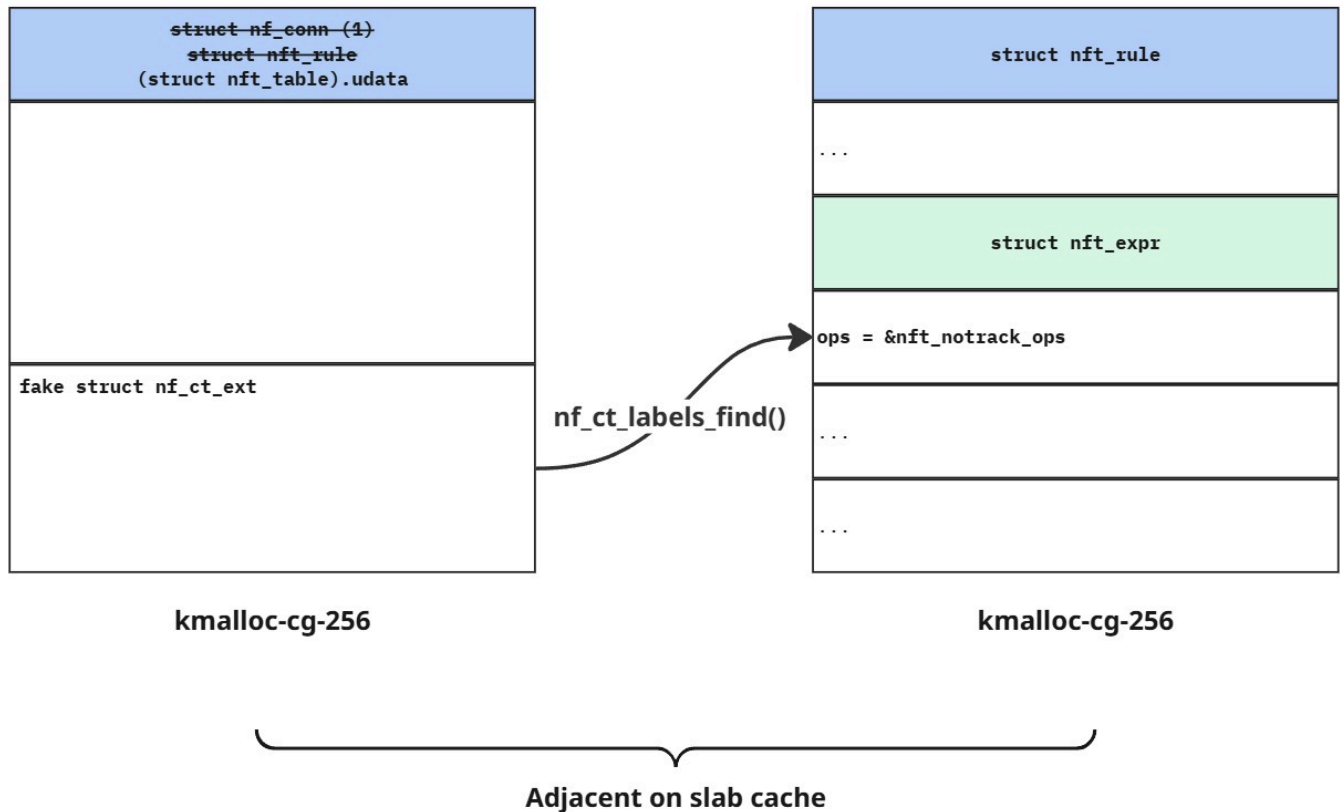 struct nf_conn (1)
struct nft_rule
(struct nft_table).udata
fake struct nf_ct_ext
nf_ct_labels_find()
struct nft_rule
...
struct nft_expr
ops = &nft_notrack_ops
...
...
kmalloc-cg-256
kmalloc-cg-256
Adjacent on slab cache